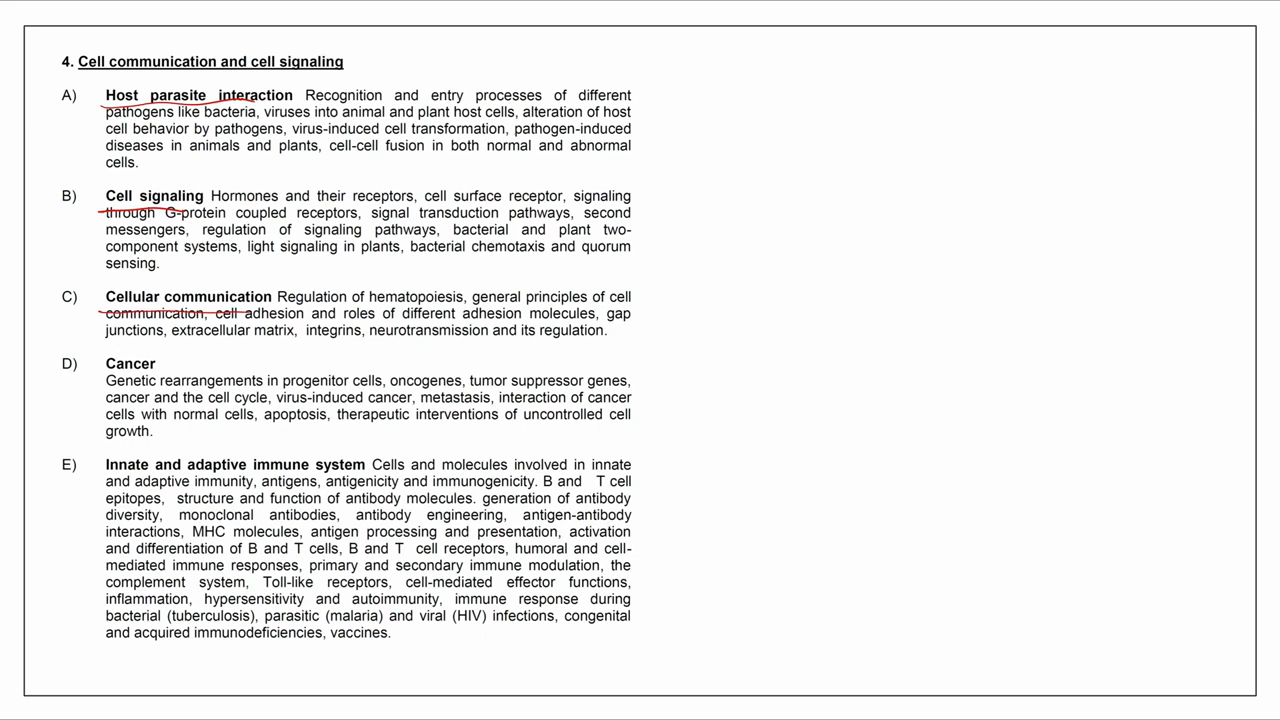 4. Cell communication and cell signaling
A) Host parasite interaction Recognition and entry processes of different
pathogens like bacteria, viruses into animal and plant host cells, alteration of host
cell behavior by pathogens, virus-induced cell transformation, pathogen-induced
diseases in animals and plants, cell-cell fusion in both normal and abnormal
cells.
B) Cell signaling Hormones and their receptors, cell surface receptor, signaling
through G-protein coupled receptors, signal transduction pathways, second
messengers, regulation of signaling pathways, bacterial and plant two-
component systems, light signaling in plants, bacterial chemotaxis and quorum
sensing.
C) Cellular communication Regulation of hematopoiesis, general principles of cell
communication, cell adhesion and roles of different adhesion molecules, gap
junctions, extracellular matrix, integrins, neurotransmission and its regulation.
D) Cancer
Genetic rearrangements in progenitor cells, oncogenes, tumor suppressor genes,
cancer and the cell cycle, virus-induced cancer, metastasis, interaction of cancer
cells with normal cells, apoptosis, therapeutic interventions of uncontrolled cell
growth.
E) Innate and adaptive immune system Cells and molecules involved in innate
and adaptive immunity, antigens, antigenicity and immunogenicity. B and T cell
epitopes, structure and function of antibody molecules. generation of antibody
diversity, monoclonal antibodies, antibody engineering, antigen-antibody
interactions, MHC molecules, antigen processing and presentation, activation
and differentiation of B and T cells, B and T cell receptors, humoral and cell-
mediated immune responses, primary and secondary immune modulation, the
complement system, Toll-like receptors, cell-mediated effector functions,
inflammation, hypersensitivity and autoimmunity, immune response during
bacterial (tuberculosis), parasitic (malaria) and viral (HIV) infections, congenital
and acquired immunodeficiencies, vaccines.